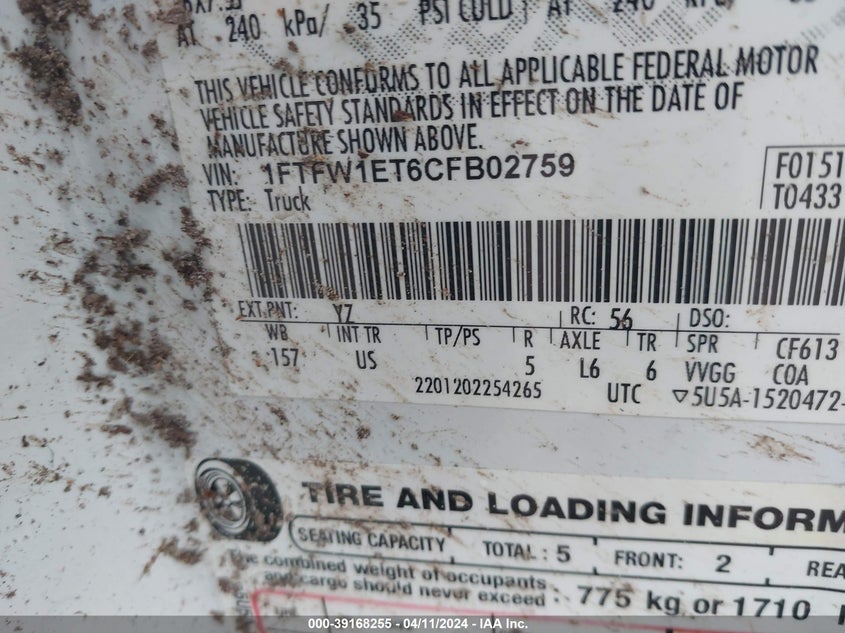 AT 240 kPa/ 35 PSI COLD AT 240
THIS VEHICLE CONFORMS TO ALL APPLICABLE FEDERAL MOTOR
VEHICLE SAFETY STANDARDS IN EFFECT ON THE DATE OF
MANUFACTURE SHOWN ABOVE.
VIN: 1FTFW1ET6CFB02759
TYPE: Truck
F0151
T0433
EXT PNT: YZ RC: 56 DSO:
WB INT TR TP/PS R AXLE TR SPR CF613
157 US 5 L6 6 VVGG COA
2201202254265 UTC ▽5U5A-1520472-
TIRE AND LOADING INFORM
SEATING CAPACITY TOTAL : 5 FRONT: 2 REA
The combined weight of occupants
and cargo should never exceed : 775 kg or 1710
000-39168255 - 04/11/2024 - IAA Inc.